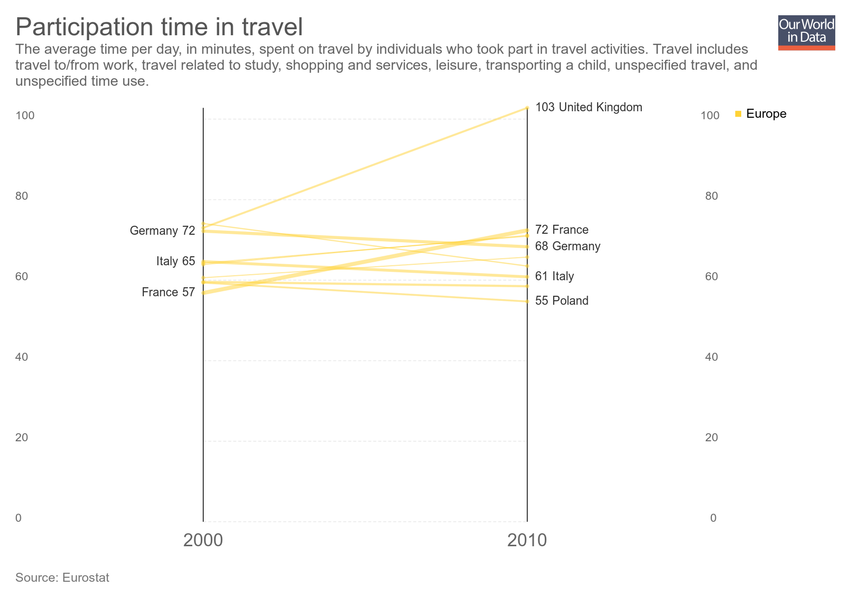 Participation time in travel
Our World
in Data
The average time per day, in minutes, spent on travel by individuals who took part in travel activities. Travel includes
travel to/from work, travel related to study, shopping and services, leisure, transporting a child, unspecified travel, and
unspecified time use.
103 United Kingdom
100
100
Europe
80
80
Germany 72
72 France
68 Germany
Italy 65
61 Italy
60
60
France 57
55 Poland
40
40
20
20
0
0
2000
2010
Source: Eurostat